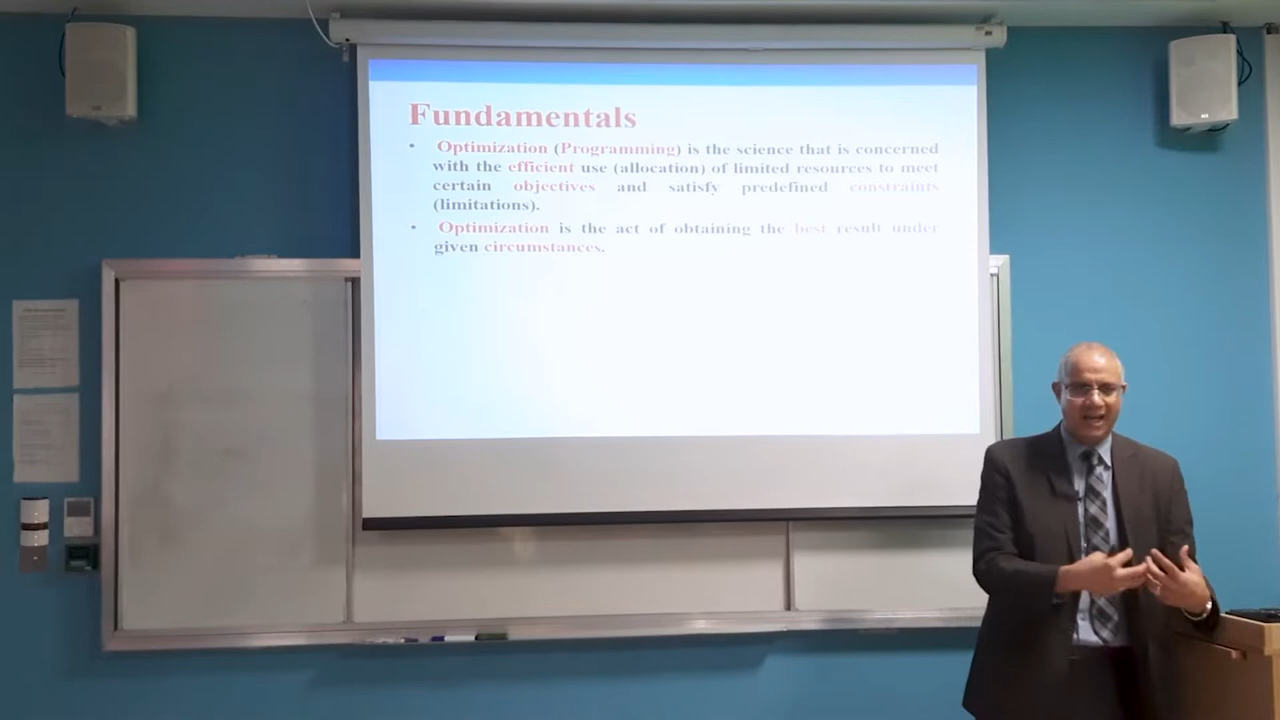 Fundamentals
• Optimization (Programming) is the science that is concerned
with the efficient use (allocation) of limited resources to meet
certain objectives and satisfy predefined constraints
(limitations).
• Optimization is the act of obtaining the best result under
given circumstances.